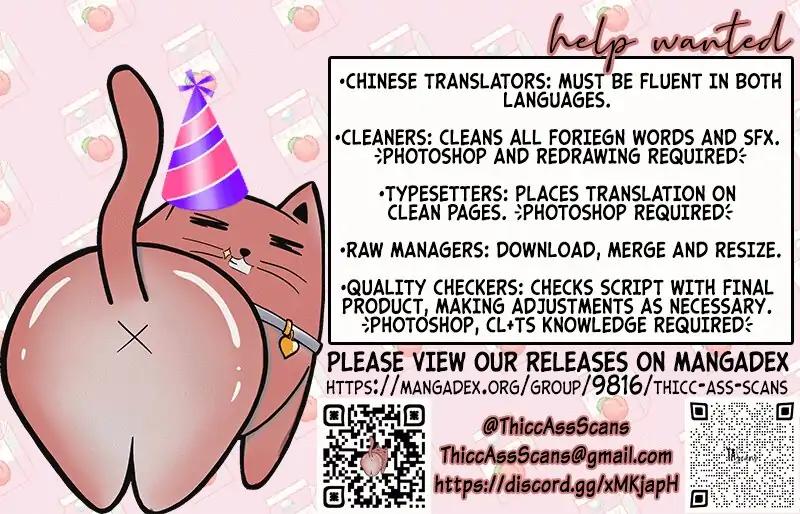 help wanted
•CHINESE TRANSLATORS: MUST BE FLUENT IN BOTH
LANGUAGES.
•CLEANERS: CLEANS ALL FORIEGN WORDS AND SFX.
PHOTOSHOP AND REDRAWING REQUIRED
•TYPESETTERS: PLACES TRANSLATION ON
CLEAN PAGES. PHOTOSHOP REQUIRED
•RAW MANAGERS: DOWNLOAD, MERGE AND RESIZE.
•QUALITY CHECKERS: CHECKS SCRIPT WITH FINAL
PRODUCT, MAKING ADJUSTMENTS AS NECESSARY.
PHOTOSHOP, CL+TS KNOWLEDGE REQUIRED
PLEASE VIEW OUR RELEASES ON MANGADEX
HTTPS://MANGADEX.ORG/GROUP/9816/THICC-ASS-SCANS
@ThiccAssScans
ThiccAssScans@gmail.com
https://discord.gg/xMKjapH